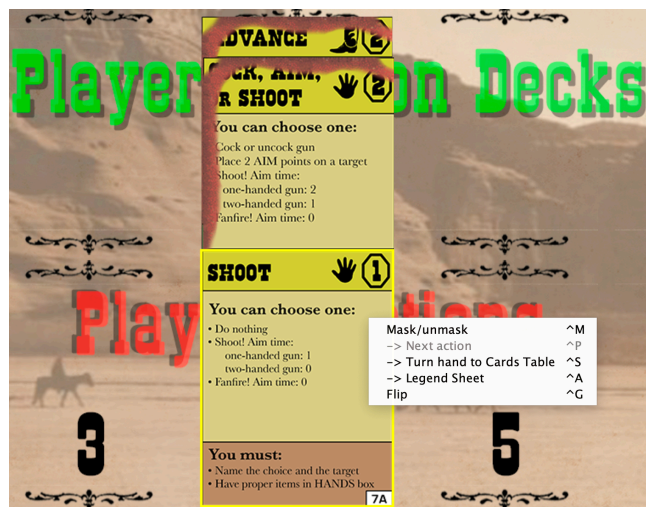 ADVANCE 2
Player on Decks
COCK, AIM,
OR SHOOT 2
You can choose one:
Cock or uncock gun
Place 2 AIM points on a target
Shoot! Aim time:
one-handed gun: 2
two-handed gun: 1
Fanfire! Aim time: 0
SHOOT 1
You can choose one:
• Do nothing
• Shoot! Aim time:
one-handed gun: 1
two-handed gun: 0
• Fanfire! Aim time: 0
Mask/unmask ^M
-> Next action ^P
-> Turn hand to Cards Table ^S
-> Legend Sheet ^A
Flip ^G
3
5
You must:
• Name the choice and the target
• Have proper items in HANDS box
7A